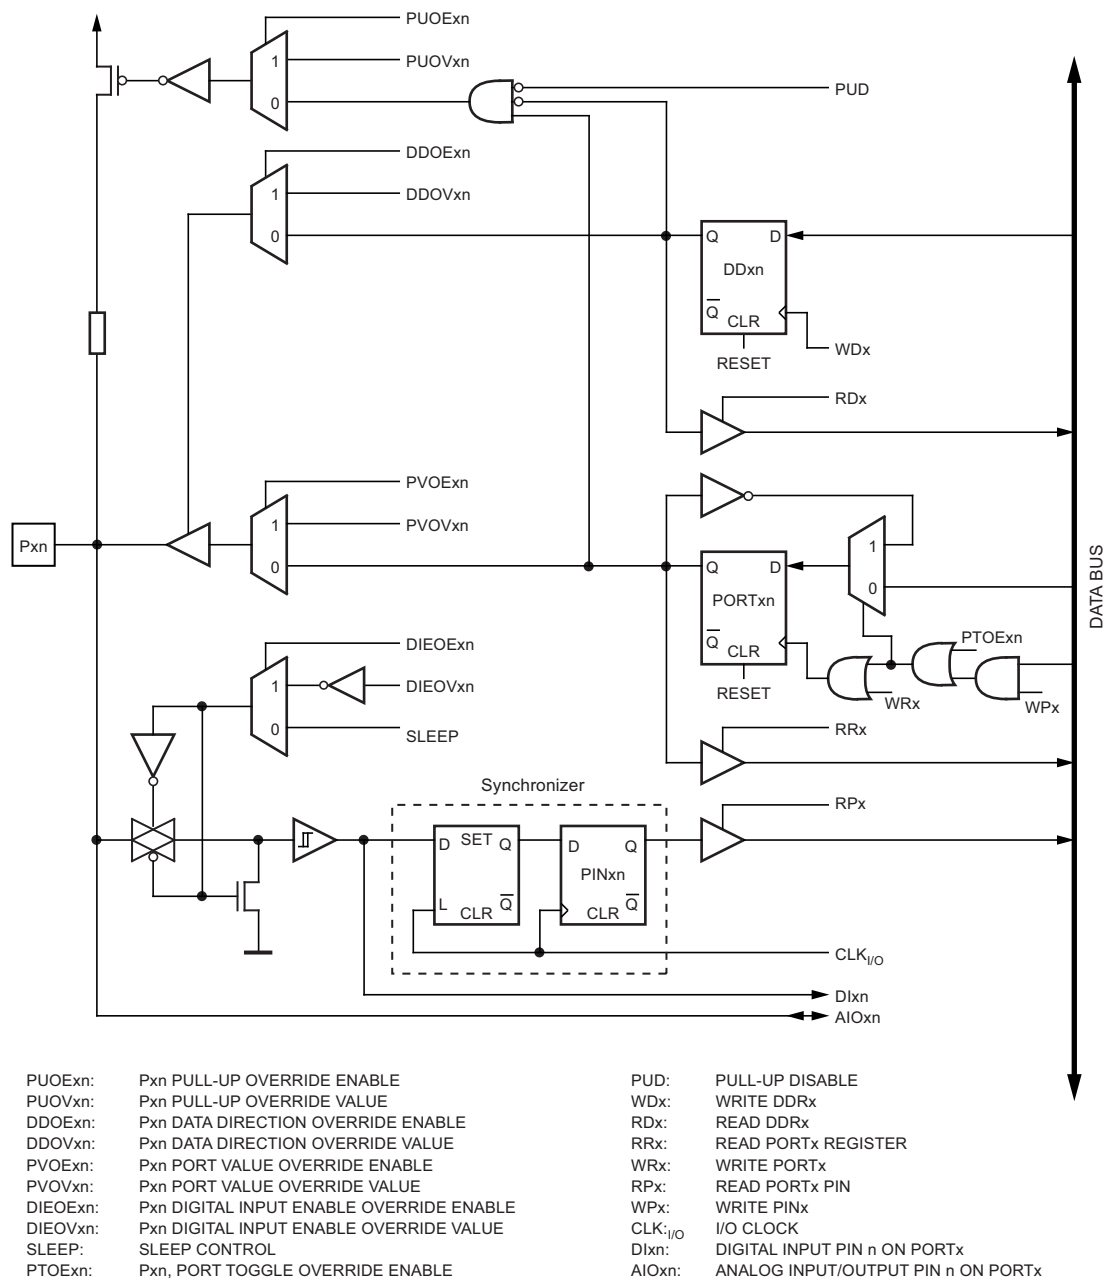 PUOExn
1
PUOVxn
0
PUD
DDOExn
1
DDOVxn
0
Q D
DDxn
Q
CLR
RESET
WDx
RDx
PVOExn
1
PVOVxn
0
Pxn
1
0
Q D
PORTxn
Q
CLR
RESET
PTOExn
WRx
WPx
DATA BUS
DIEOExn
1
DIEOVxn
0
SLEEP
RRx
Synchronizer
RPx
D SET Q
L
CLR Q
D Q
PINxn
CLR Q
CLKI/O
DIxn
AIOxn
PUOExn: Pxn PULL-UP OVERRIDE ENABLE
PUOVxn: Pxn PULL-UP OVERRIDE VALUE
DDOExn: Pxn DATA DIRECTION OVERRIDE ENABLE
DDOVxn: Pxn DATA DIRECTION OVERRIDE VALUE
PVOExn: Pxn PORT VALUE OVERRIDE ENABLE
PVOVxn: Pxn PORT VALUE OVERRIDE VALUE
DIEOExn: Pxn DIGITAL INPUT ENABLE OVERRIDE ENABLE
DIEOVxn: Pxn DIGITAL INPUT ENABLE OVERRIDE VALUE
SLEEP: SLEEP CONTROL
PTOExn: Pxn, PORT TOGGLE OVERRIDE ENABLE
PUD: PULL-UP DISABLE
WDx: WRITE DDRx
RDx: READ DDRx
RRx: READ PORTx REGISTER
WRx: WRITE PORTx
RPx: READ PORTx PIN
WPx: WRITE PINx
CLK:I/O I/O CLOCK
DIxn: DIGITAL INPUT PIN n ON PORTx
AIOxn: ANALOG INPUT/OUTPUT PIN n ON PORTx